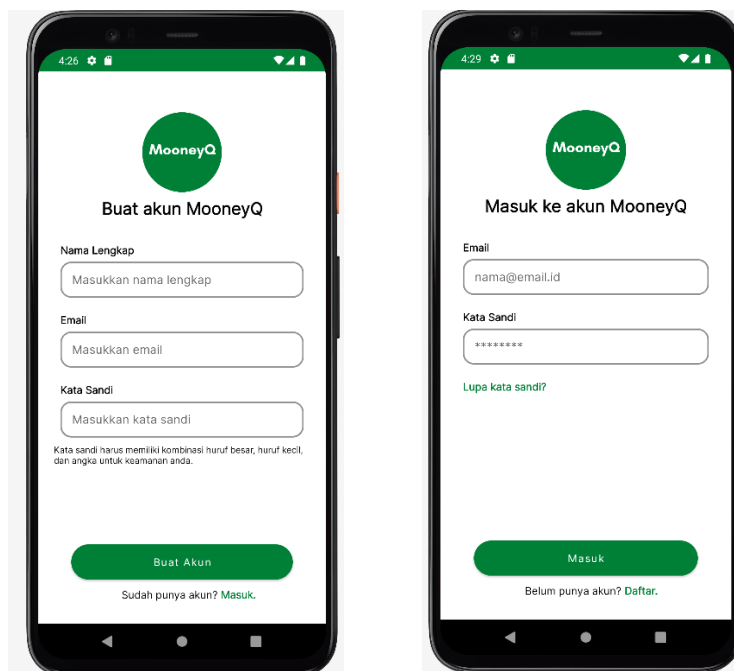 4:26
MooneyQ
Buat akun MooneyQ
Nama Lengkap
Masukkan nama lengkap
Email
Masukkan email
Kata Sandi
Masukkan kata sandi
Kata sandi harus memiliki kombinasi huruf besar, huruf kecil,
dan angka untuk keamanan anda.
Buat Akun
Sudah punya akun? Masuk.
4:29
MooneyQ
Masuk ke akun MooneyQ
Email
nama@email.id
Kata Sandi
********
Lupa kata sandi?
Masuk
Belum punya akun? Daftar.